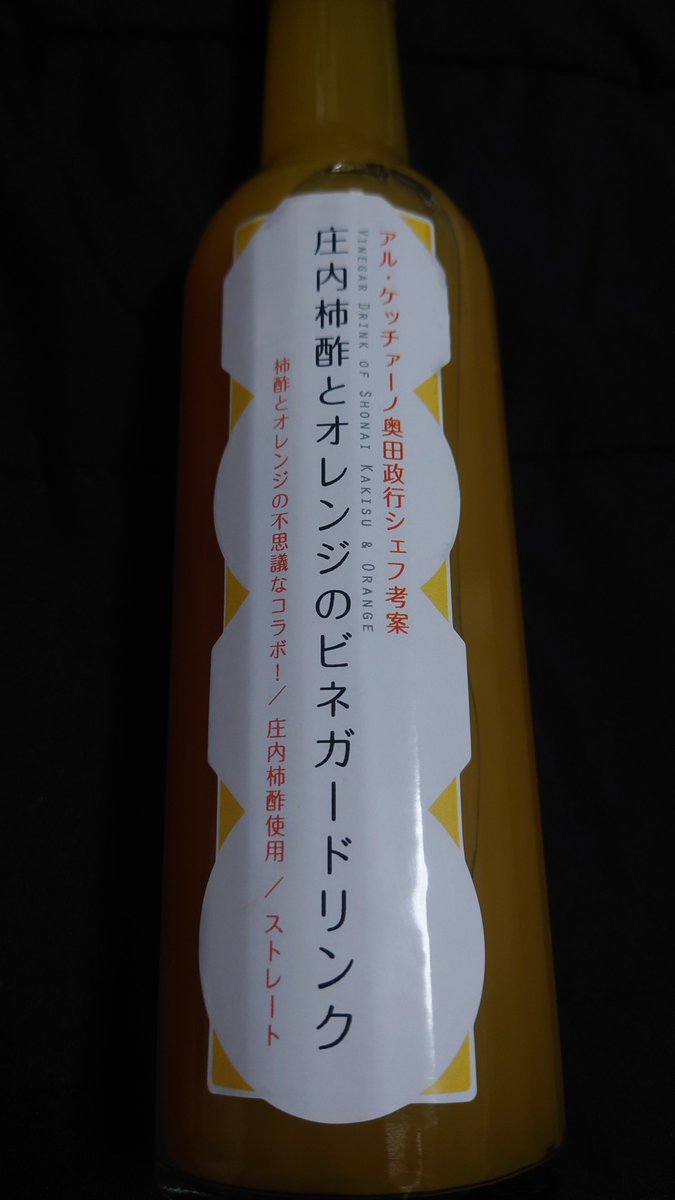 アル・ケッチァーノ奥田政行シェフ考案
VINEGAR DRINK OF SHONAI KAKISU & ORANGE
庄内柿酢とオレンジのビネガードリンク
柿酢とオレンジの不思議なコラボ！／庄内柿酢使用／ストレート